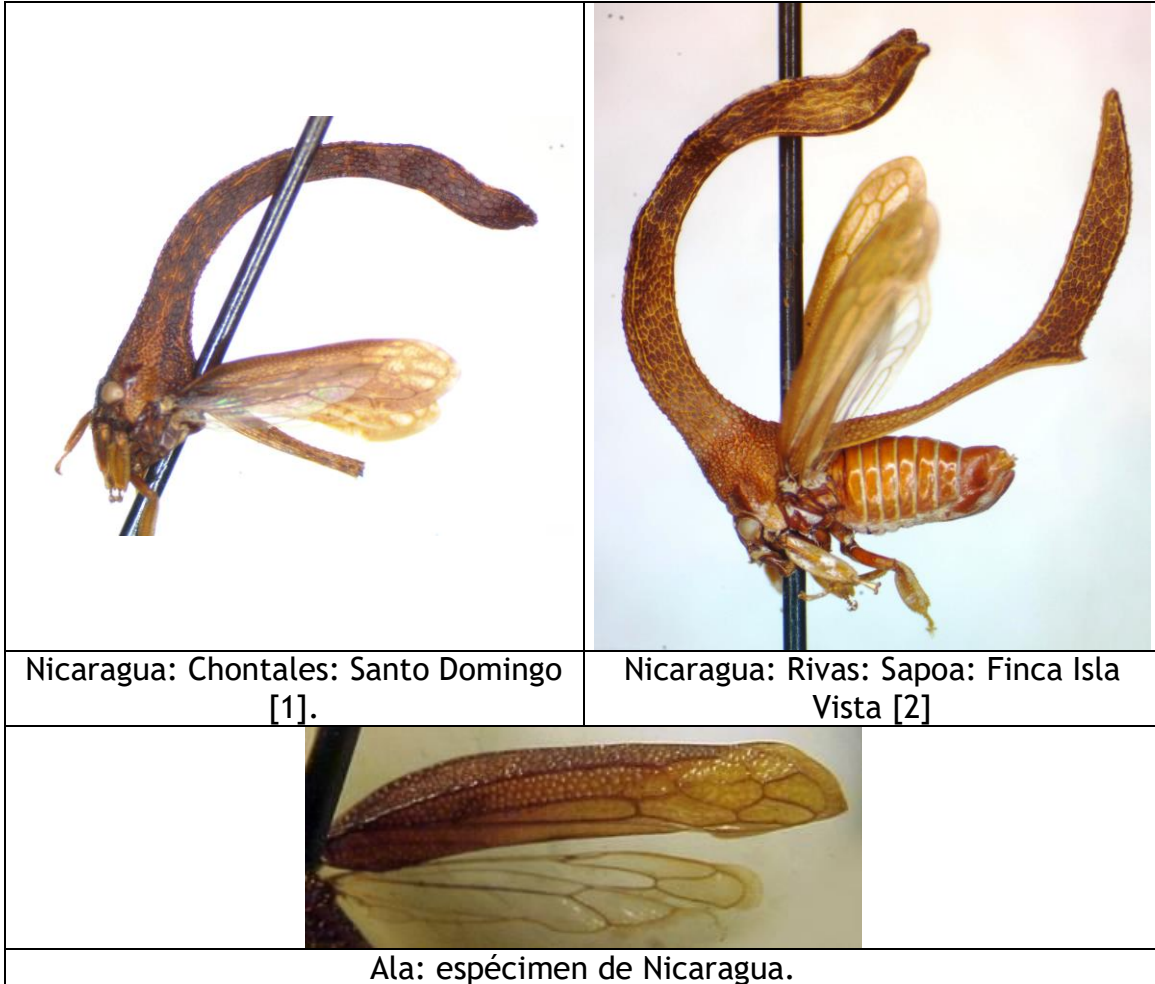 Nicaragua: Chontales: Santo Domingo
[1].
Nicaragua: Rivas: Sapoa: Finca Isla
Vista [2]
Ala: espécimen de Nicaragua.